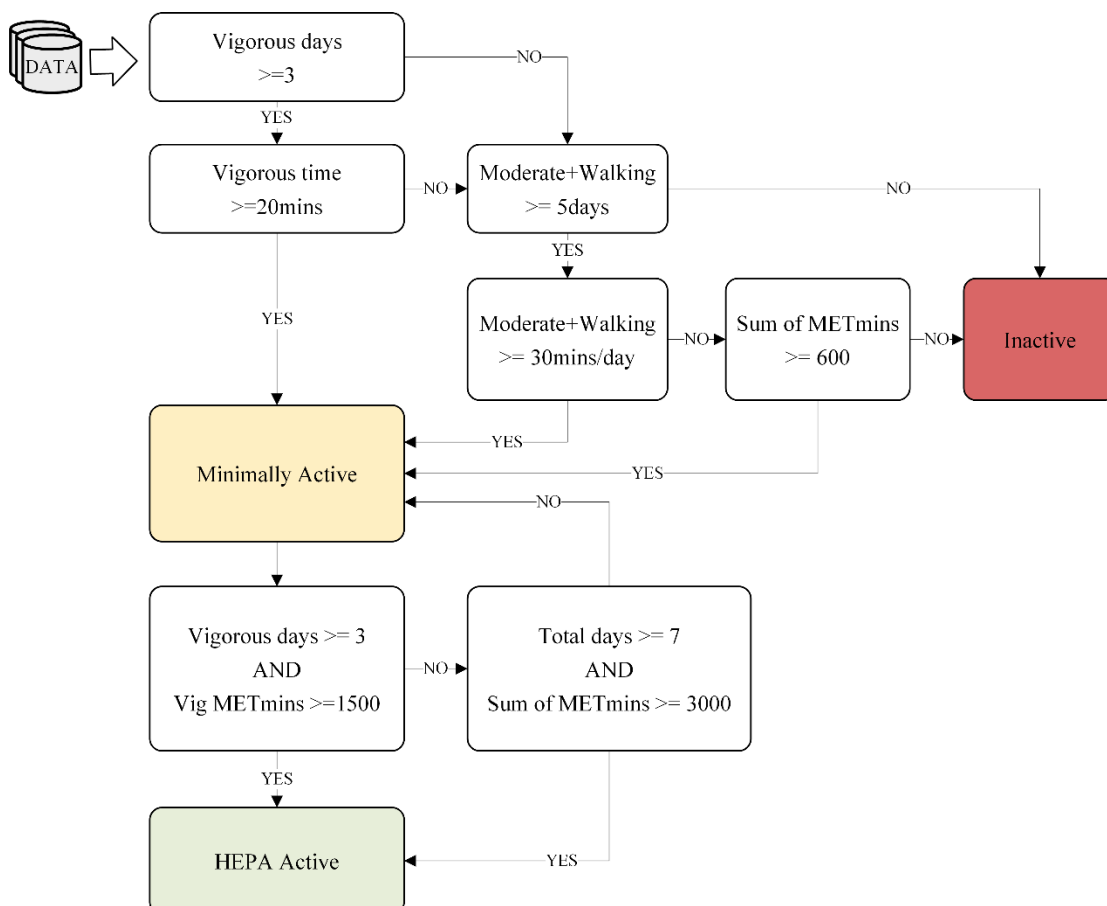 DATA
Vigorous days
>=3
NO
YES
Vigorous time
>=20mins
NO
Moderate+Walking
>= 5days
NO
YES
YES
Moderate+Walking
>= 30mins/day
NO
Sum of METmins
>= 600
NO
Inactive
YES
YES
Minimally Active
NO
Vigorous days >= 3
AND
Vig METmins >=1500
NO
Total days >= 7
AND
Sum of METmins >= 3000
YES
HEPA Active
YES